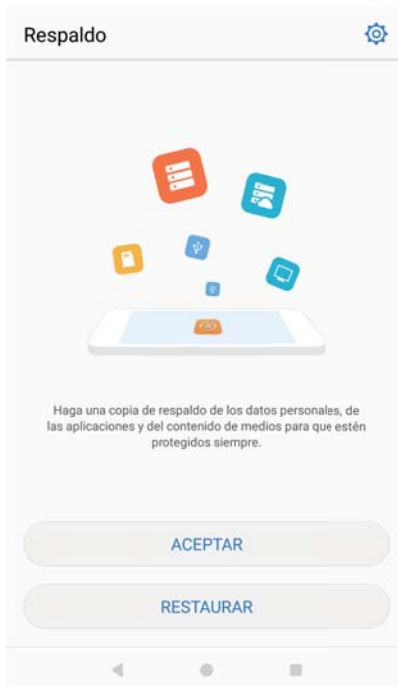 Respaldo
Haga una copia de respaldo de los datos personales, de
las aplicaciones y del contenido de medios para que estén
protegidos siempre.
ACEPTAR
RESTAURAR